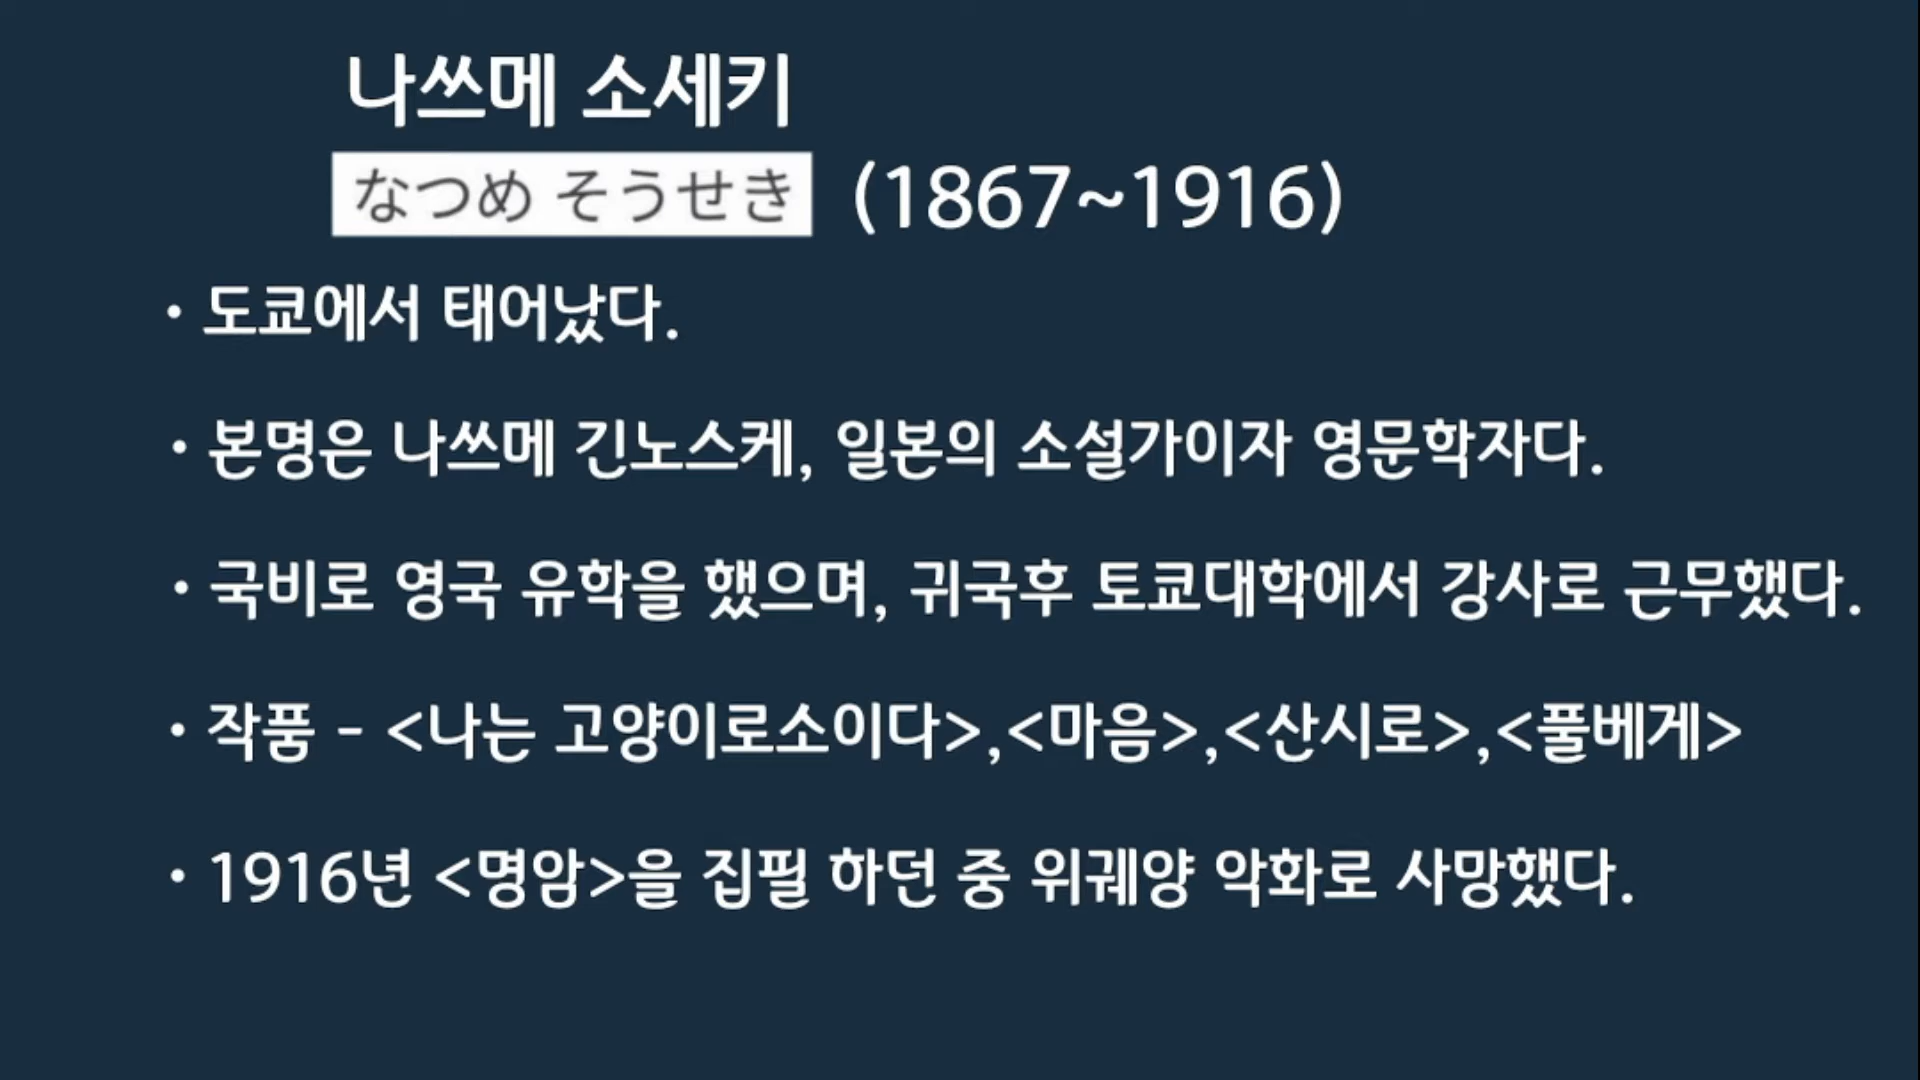 나쓰메 소세키
なつめ そうせき (1867~1916)
· 도쿄에서 태어났다.
· 본명은 나쓰메 긴노스케, 일본의 소설가이자 영문학자다.
· 국비로 영국 유학을 했으며, 귀국후 토쿄대학에서 강사로 근무했다.
· 작품 - <나는 고양이로소이다>,<마음>,<산시로>,<풀베게>
· 1916년 <명암>을 집필 하던 중 위궤양 악화로 사망했다.